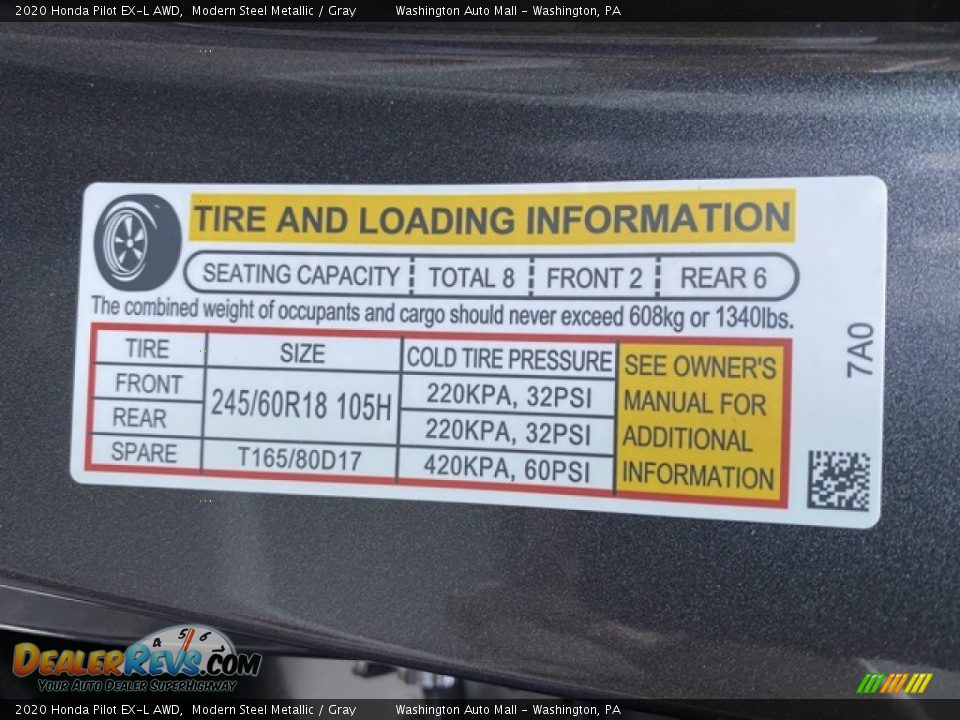 2020 Honda Pilot EX-L AWD, Modern Steel Metallic / Gray Washington Auto Mall - Washington, PA
TIRE AND LOADING INFORMATION
SEATING CAPACITY TOTAL 8 FRONT 2 REAR 6
The combined weight of occupants and cargo should never exceed 608kg or 1340lbs.
TIRE SIZE COLD TIRE PRESSURE
FRONT 245/60R18 105H 220KPA, 32PSI
REAR 220KPA, 32PSI
SPARE T165/80D17 420KPA, 60PSI
SEE OWNER'S
MANUAL FOR
ADDITIONAL
INFORMATION
7A0
4 5 6
DEALERREVS.COM
Your Auto Dealer SuperHighway
2020 Honda Pilot EX-L AWD, Modern Steel Metallic / Gray Washington Auto Mall - Washington, PA